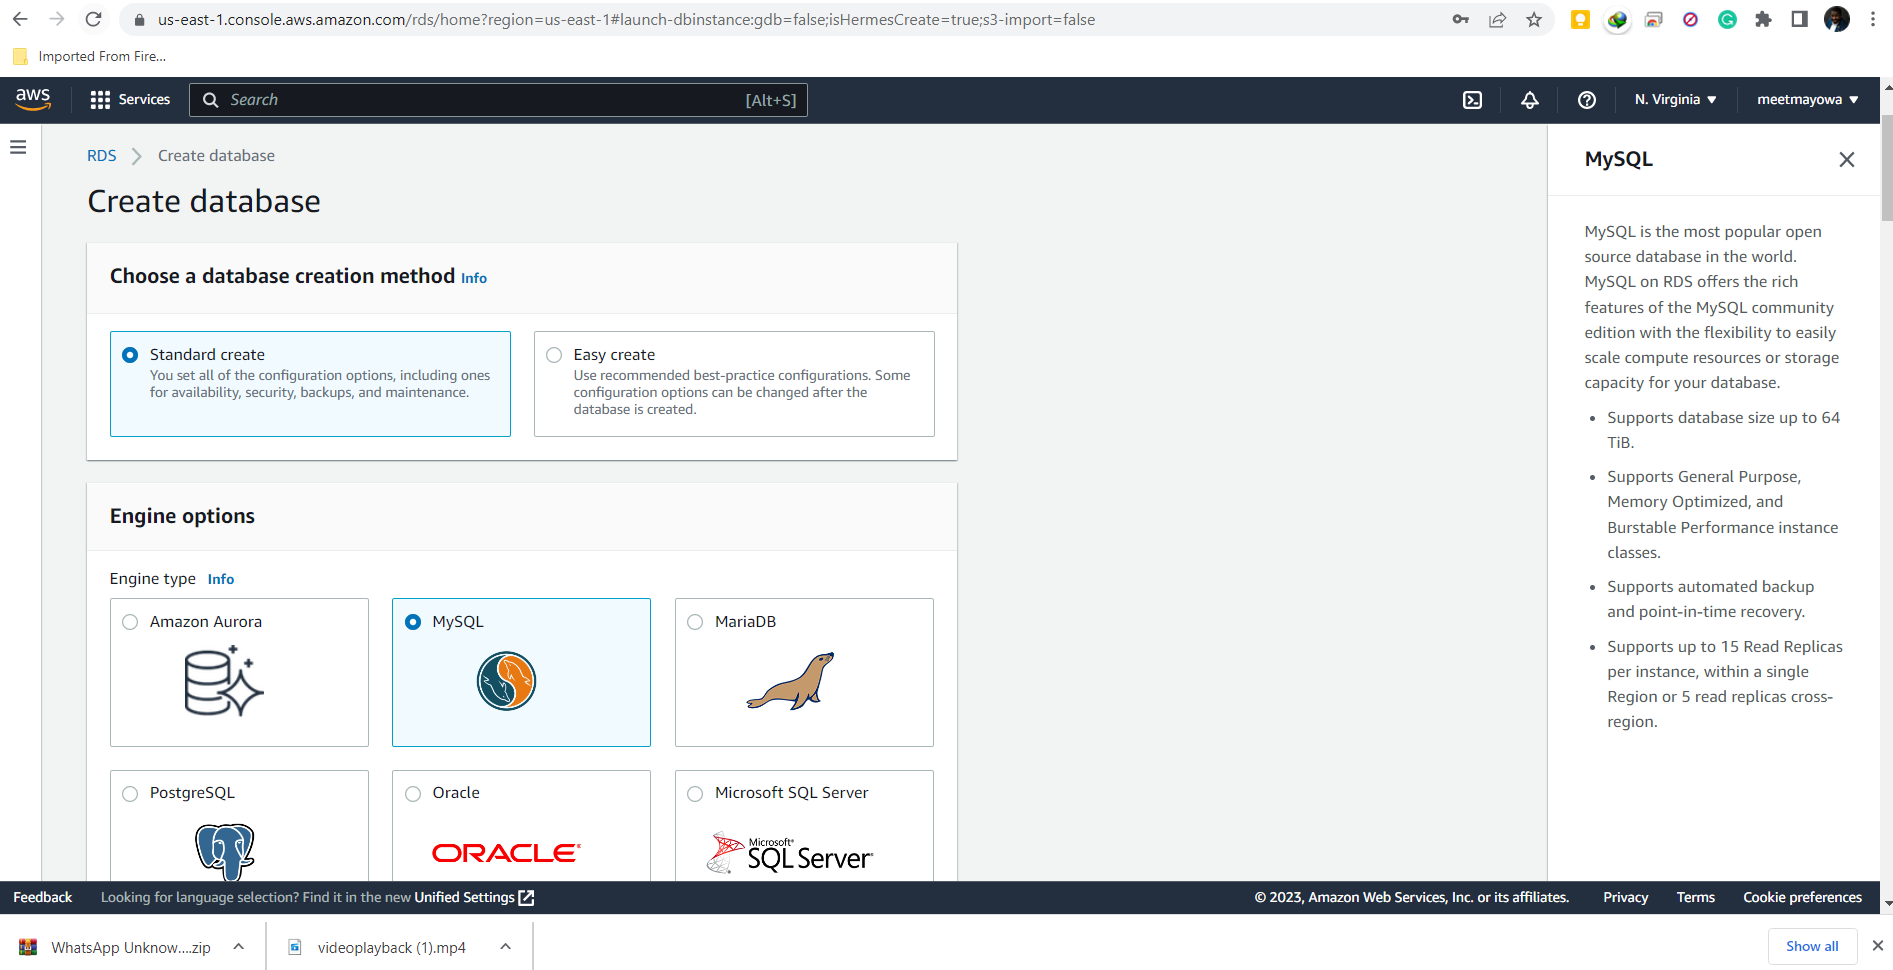 us-east-1.console.aws.amazon.com/rds/home?region=us-east-1#launch-dbinstance:gdb=false;isHermesCreate=true;s3-import=false
Imported From Fire...
aws
Services
Search
[Alt+S]
N. Virginia
meetmayowa
RDS
Create database
Create database
Choose a database creation method Info
Standard create
You set all of the configuration options, including ones
for availability, security, backups, and maintenance.
Easy create
Use recommended best-practice configurations. Some
configuration options can be changed after the
database is created.
Engine options
Engine type Info
Amazon Aurora
MySQL
MariaDB
PostgreSQL
Oracle
ORACLE
Microsoft SQL Server
Microsoft
SQL Server
MySQL
MySQL is the most popular open
source database in the world.
MySQL on RDS offers the rich
features of the MySQL community
edition with the flexibility to easily
scale compute resources or storage
capacity for your database.
• Supports database size up to 64
TiB.
• Supports General Purpose,
Memory Optimized, and
Burstable Performance instance
classes.
• Supports automated backup
and point-in-time recovery.
• Supports up to 15 Read Replicas
per instance, within a single
Region or 5 read replicas cross-
region.
Feedback
Looking for language selection? Find it in the new Unified Settings
© 2023, Amazon Web Services, Inc. or its affiliates.
Privacy
Terms
Cookie preferences
WhatsApp Unknow....zip
videoplayback (1).mp4
Show all